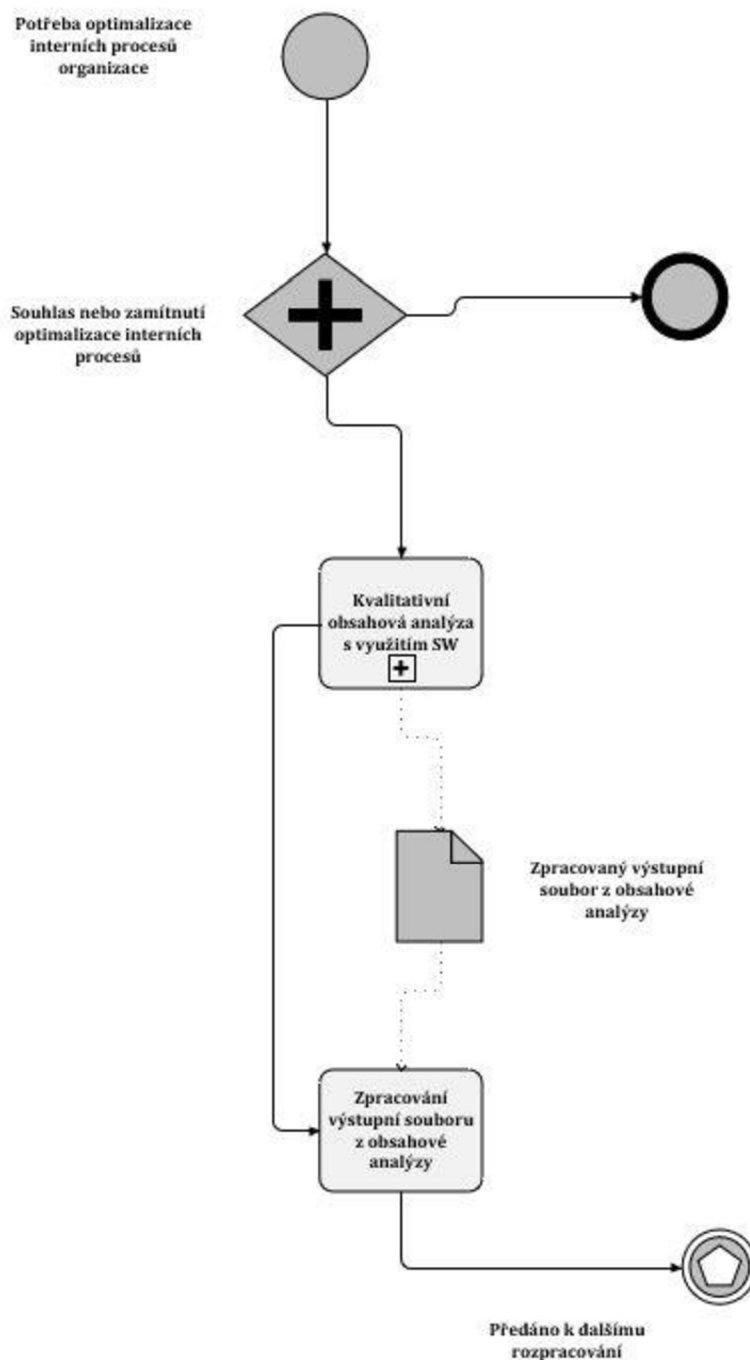 Potřeba optimalizace
interních procesů
organizace
Souhlas nebo zamítnutí
optimalizace interních
procesů
Kvalitativní
obsahová analýza
s využitím SW
Zpracovaný výstupní
soubor z obsahové
analýzy
Zpracování
výstupní souboru
z obsahové
analýzy
Předáno k dalšímu
rozpracování